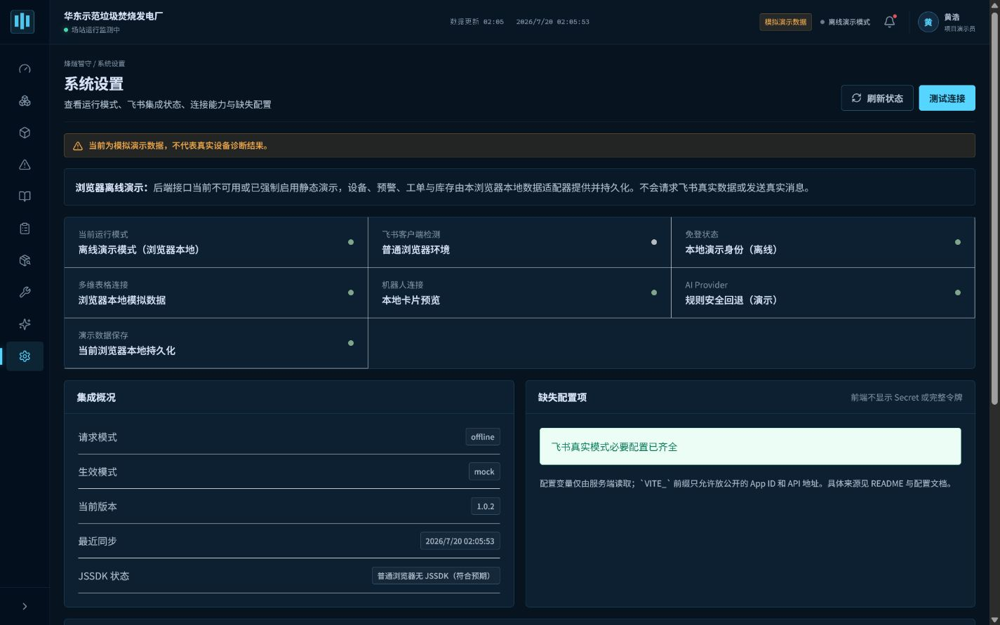 华东示范垃圾焚烧发电厂
场站运行监测中
数据更新 02:05 2026/7/20 02:05:53
模拟演示数据
离线演示模式
黄
黄浩
项目演示员
烽燧智守 / 系统设置
系统设置
查看运行模式、飞书集成状态、连接能力与缺失配置
刷新状态
测试连接
当前为模拟演示数据，不代表真实设备诊断结果。
浏览器离线演示：后端接口当前不可用或已强制启用静态演示，设备、预警、工单与库存由本浏览器本地数据适配器提供并持久化。不会请求飞书真实数据或发送真实消息。
当前运行模式
离线演示模式（浏览器本地）
飞书客户端检测
普通浏览器环境
免登状态
本地演示身份（离线）
多维表格连接
浏览器本地模拟数据
机器人连接
本地卡片预览
AI Provider
规则安全回退（演示）
演示数据保存
当前浏览器本地持久化
集成概况
请求模式
offline
生效模式
mock
当前版本
1.0.2
最近同步
2026/7/20 02:05:53
JSSDK 状态
普通浏览器无 JSSDK（符合预期）
缺失配置项
前端不显示 Secret 或完整令牌
飞书真实模式必要配置已齐全
配置变量仅由服务端读取；`VITE_` 前缀只允许放公开的 App ID 和 API 地址。具体来源见 README 与配置文档。